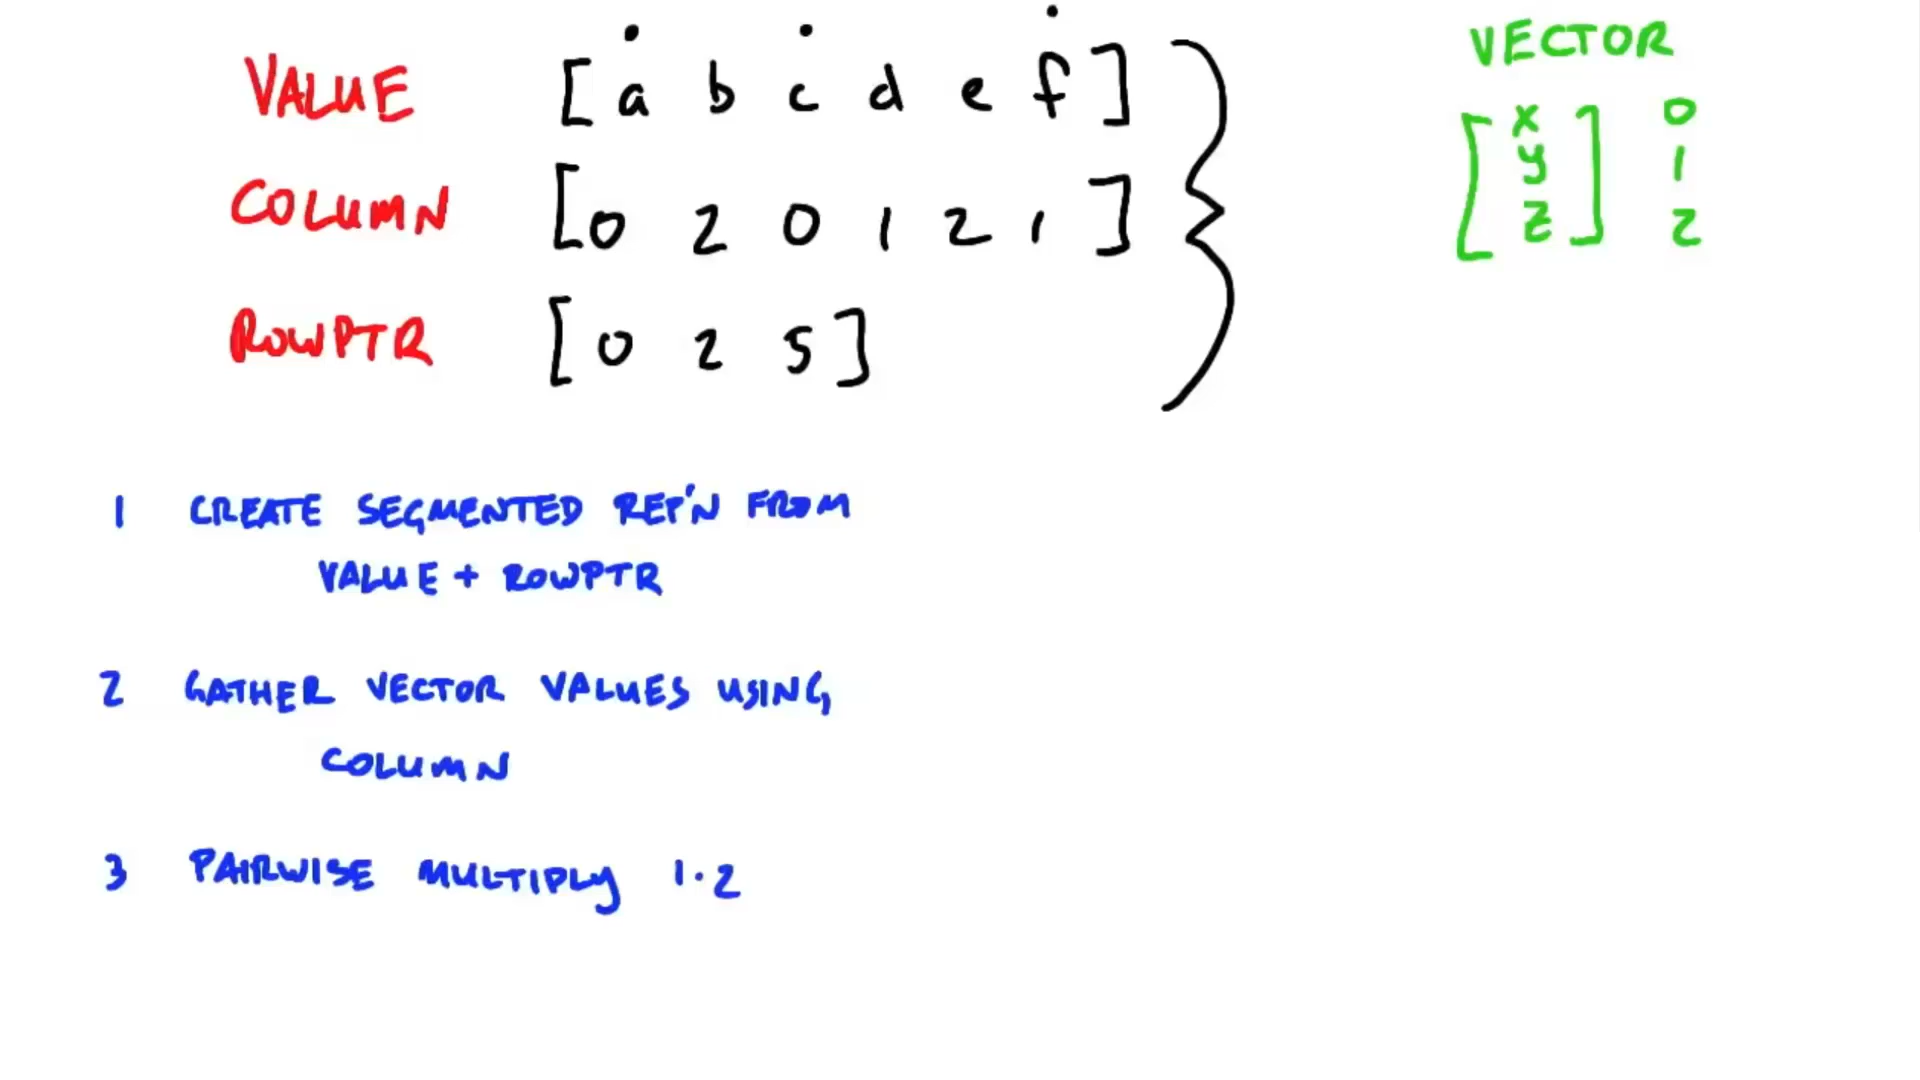 VALUE [ a b c d e f ]
COLUMN [ 0 2 0 1 2 1 ]
ROWPTR [ 0 2 5 ]
VECTOR
[ x ] 0
[ y ] 1
[ z ] 2
1 CREATE SEGMENTED REP'N FROM
VALUE + ROWPTR
2 GATHER VECTOR VALUES USING
COLUMN
3 PAIRWISE MULTIPLY 1·2